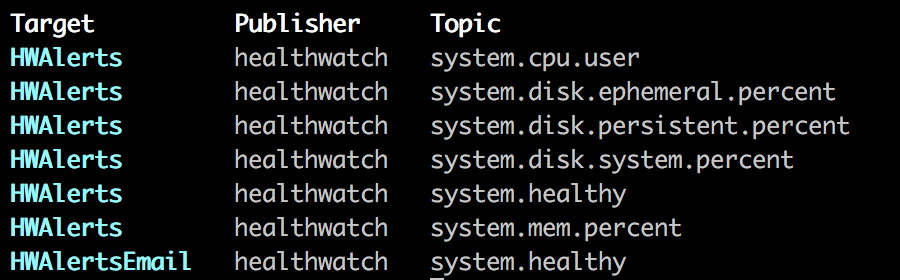 Target Publisher Topic
HWAlerts healthwatch system.cpu.user
HWAlerts healthwatch system.disk.ephemeral.percent
HWAlerts healthwatch system.disk.persistent.percent
HWAlerts healthwatch system.disk.system.percent
HWAlerts healthwatch system.healthy
HWAlerts healthwatch system.mem.percent
HWAlertsEmail healthwatch system.healthy